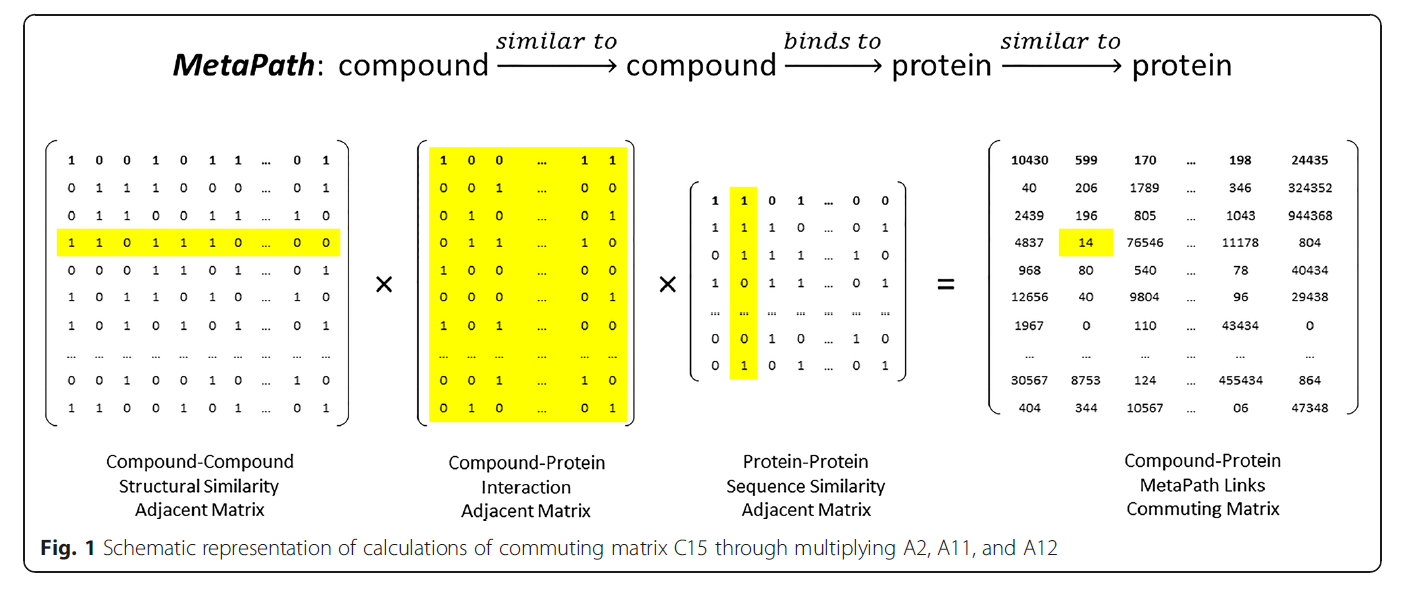 similar to binds to similar to
MetaPath: compound compound protein protein
1 0 0 1 0 1 1 ... 0 1
0 1 1 1 0 0 0 ... 0 1
0 1 1 0 0 1 1 ... 1 0
1 1 0 1 1 1 0 ... 0 0
0 0 0 1 1 0 1 ... 0 1
1 0 1 1 0 1 0 ... 1 0
1 0 1 0 1 0 1 ... 0 1
... ... ... ... ... ... ... ... ... ...
0 0 1 0 0 1 0 ... 1 0
1 1 0 0 1 0 1 ... 0 1
×
1 0 0 ... 1 1
0 0 1 ... 0 0
0 1 0 ... 0 1
0 1 1 ... 1 0
1 0 0 ... 0 0
0 0 0 ... 0 1
1 0 1 ... 0 0
... ... ... ... ... ...
0 0 1 ... 1 0
0 1 0 ... 0 1
×
1 1 0 1 ... 0 0
1 1 1 0 ... 0 1
0 1 1 1 ... 1 0
1 0 1 1 ... 0 1
... ... ... ... ... ... ...
0 0 1 0 ... 1 0
0 1 0 1 ... 0 1
=
10430 599 170 ... 198 24435
40 206 1789 ... 346 324352
2439 196 805 ... 1043 944368
4837 14 76546 ... 11178 804
968 80 540 ... 78 40434
12656 40 9804 ... 96 29438
1967 0 110 ... 43434 0
... ... ... ... ... ...
30567 8753 124 ... 455434 864
404 344 10567 ... 06 47348
Compound-Compound
Structural Similarity
Adjacent Matrix
Compound-Protein
Interaction
Adjacent Matrix
Protein-Protein
Sequence Similarity
Adjacent Matrix
Compound-Protein
MetaPath Links
Commuting Matrix
Fig. 1 Schematic representation of calculations of commuting matrix C15 through multiplying A2, A11, and A12